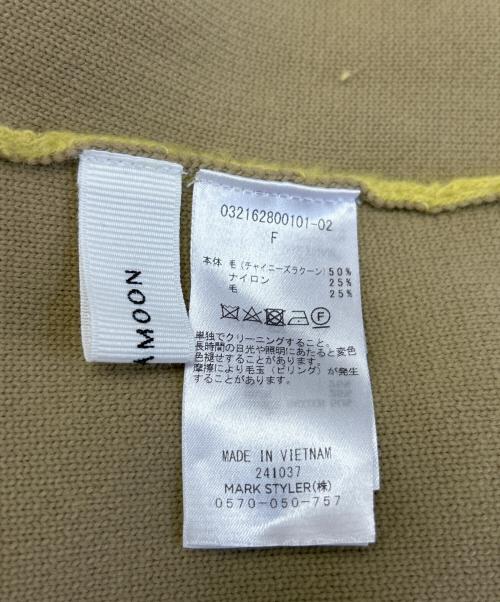 AMOON
032162800101-02
F
本体 毛(チャイニーズラクーン) 50%
ナイロン 25%
毛 25%
単独でクリーニングすること。
長時間の日光や照明にあたると変色
色褪せすることがあります。
摩擦により毛玉(ピリング)が発生
することがあります。
MADE IN VIETNAM
241037
MARK STYLER(株)
0570-050-757